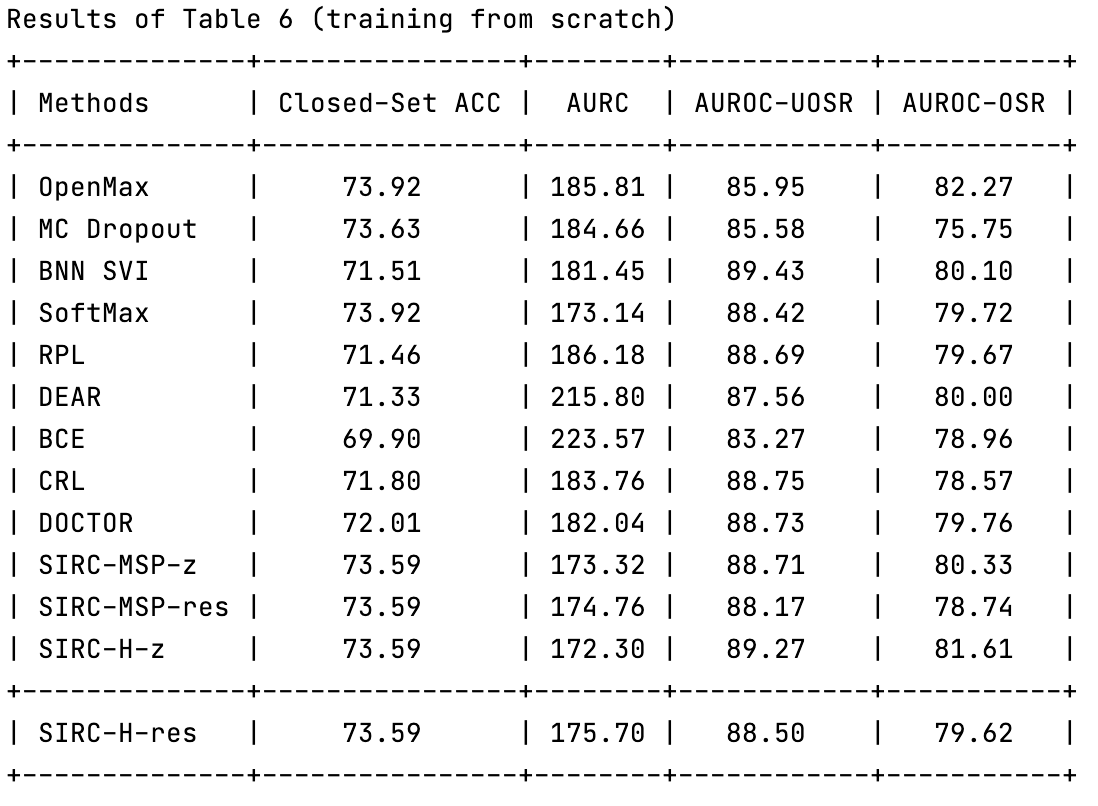 Results of Table 6 (training from scratch)
+--------------+----------------+--------+------------+-----------+
| Methods      | Closed-Set ACC |  AURC  | AUROC-UOSR | AUROC-OSR |
+--------------+----------------+--------+------------+-----------+
| OpenMax      |     73.92      | 185.81 |   85.95    |   82.27   |
| MC Dropout   |     73.63      | 184.66 |   85.58    |   75.75   |
| BNN SVI      |     71.51      | 181.45 |   89.43    |   80.10   |
| SoftMax      |     73.92      | 173.14 |   88.42    |   79.72   |
| RPL          |     71.46      | 186.18 |   88.69    |   79.67   |
| DEAR         |     71.33      | 215.80 |   87.56    |   80.00   |
| BCE          |     69.90      | 223.57 |   83.27    |   78.96   |
| CRL          |     71.80      | 183.76 |   88.75    |   78.57   |
| DOCTOR       |     72.01      | 182.04 |   88.73    |   79.76   |
| SIRC-MSP-z   |     73.59      | 173.32 |   88.71    |   80.33   |
| SIRC-MSP-res |     73.59      | 174.76 |   88.17    |   78.74   |
| SIRC-H-z     |     73.59      | 172.30 |   89.27    |   81.61   |
+--------------+----------------+--------+------------+-----------+
| SIRC-H-res   |     73.59      | 175.70 |   88.50    |   79.62   |
+--------------+----------------+--------+------------+-----------+